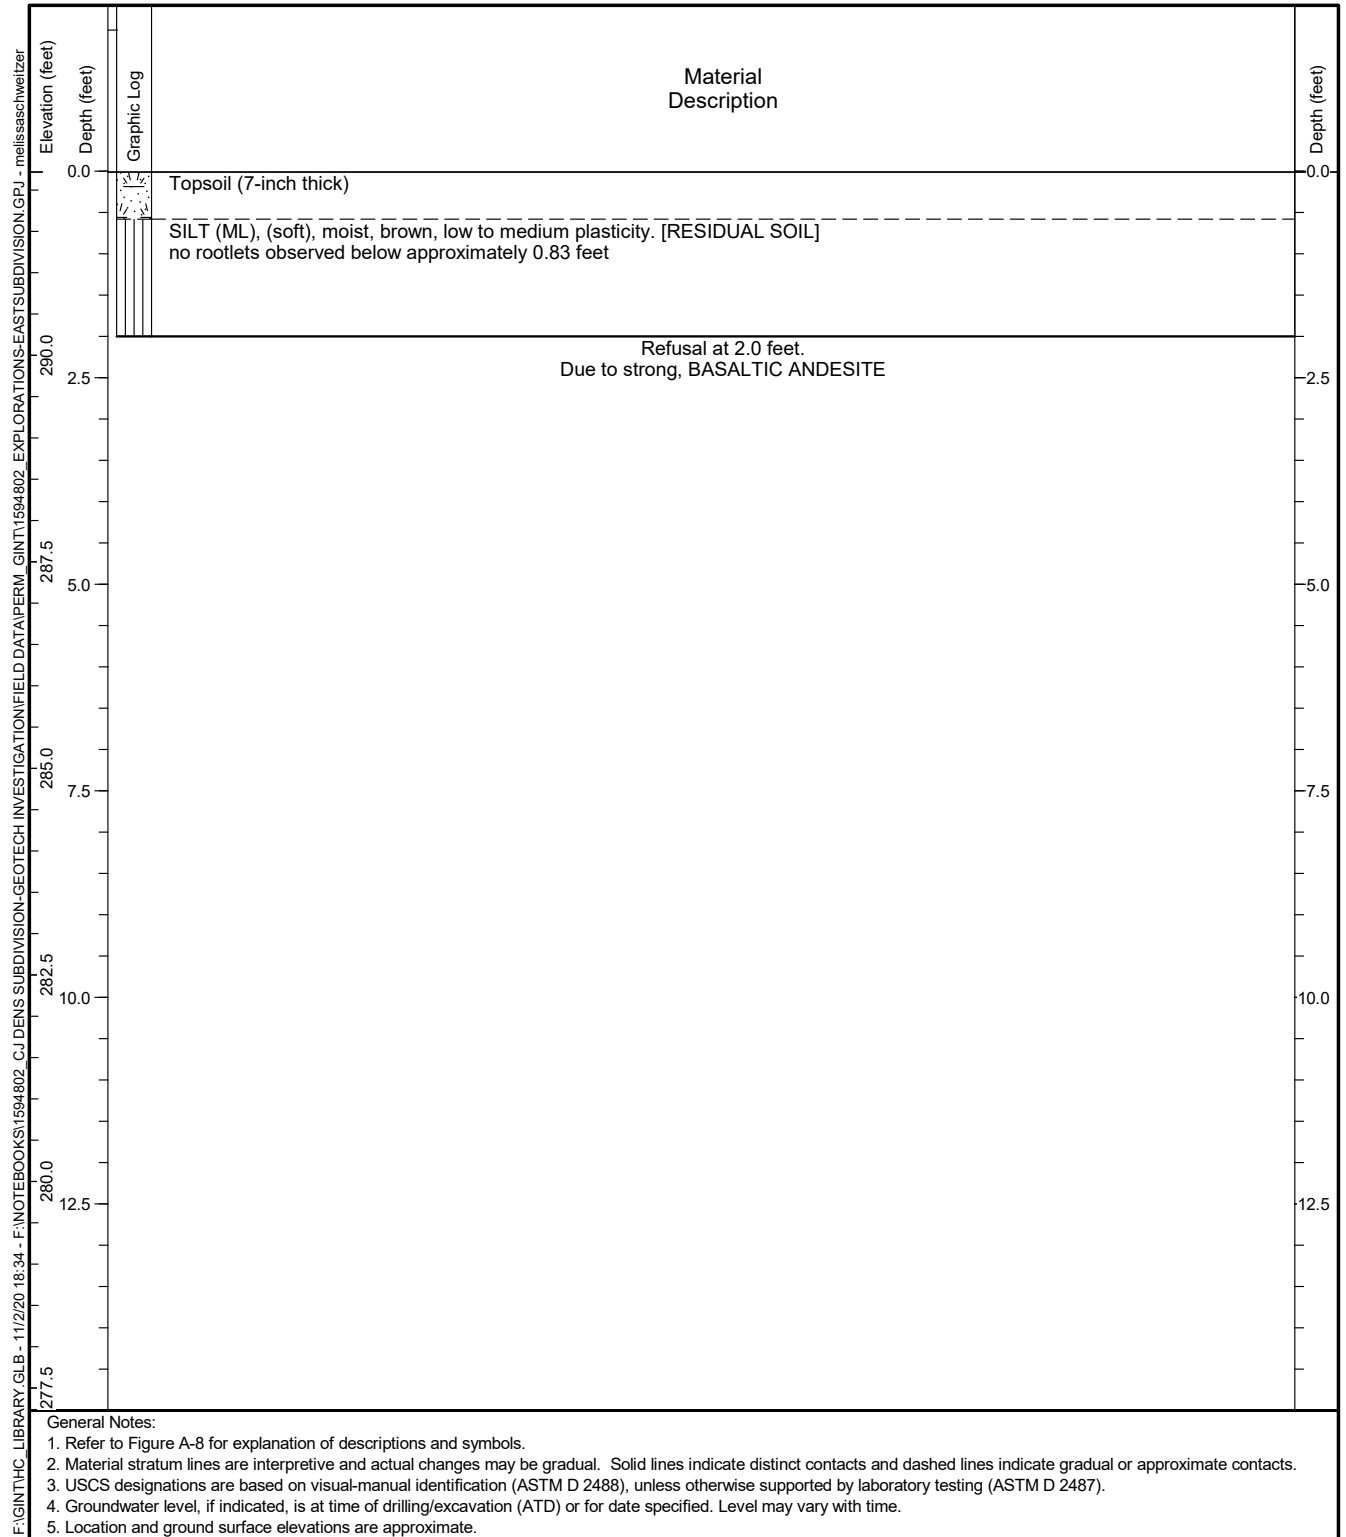 F:\GINT\HC_LIBRARY.GLB - 11/2/20 18:34 - F:\NOTEBOOKS\1594802_CJ DENS SUBDIVISION-GEOTECH INVESTIGATION\FIELD DATA\PERM_GINT\1594802_EXPLORATIONS-EASTSUBDIVISION.GPJ - melissaschweitzer
Elevation (feet)
Depth (feet)
Graphic Log
Material
Description
Depth (feet)
0.0
0.0
Topsoil (7-inch thick)
SILT (ML), (soft), moist, brown, low to medium plasticity. [RESIDUAL SOIL]
no rootlets observed below approximately 0.83 feet
290.0
Refusal at 2.0 feet.
Due to strong, BASALTIC ANDESITE
2.5
2.5
287.5
5.0
5.0
285.0
7.5
7.5
282.5
10.0
10.0
280.0
12.5
12.5
277.5
General Notes:
1. Refer to Figure A-8 for explanation of descriptions and symbols.
2. Material stratum lines are interpretive and actual changes may be gradual. Solid lines indicate distinct contacts and dashed lines indicate gradual or approximate contacts.
3. USCS designations are based on visual-manual identification (ASTM D 2488), unless otherwise supported by laboratory testing (ASTM D 2487).
4. Groundwater level, if indicated, is at time of drilling/excavation (ATD) or for date specified. Level may vary with time.
5. Location and ground surface elevations are approximate.